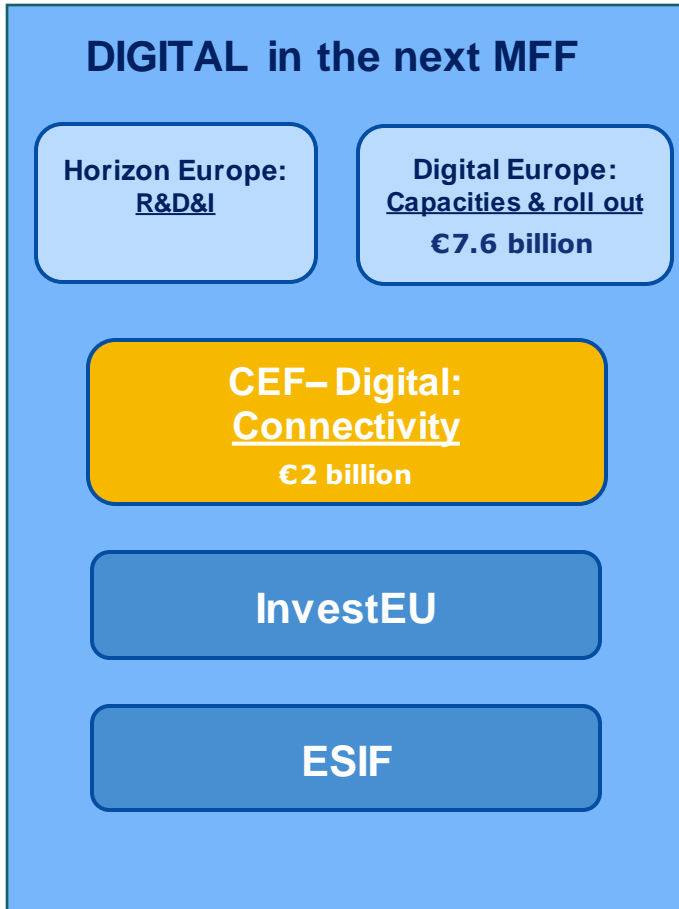 DIGITAL in the next MFF
Horizon Europe:
R&D&I
Digital Europe:
Capacities & roll out
€7.6 billion
CEF– Digital:
Connectivity
€2 billion
InvestEU
ESIF